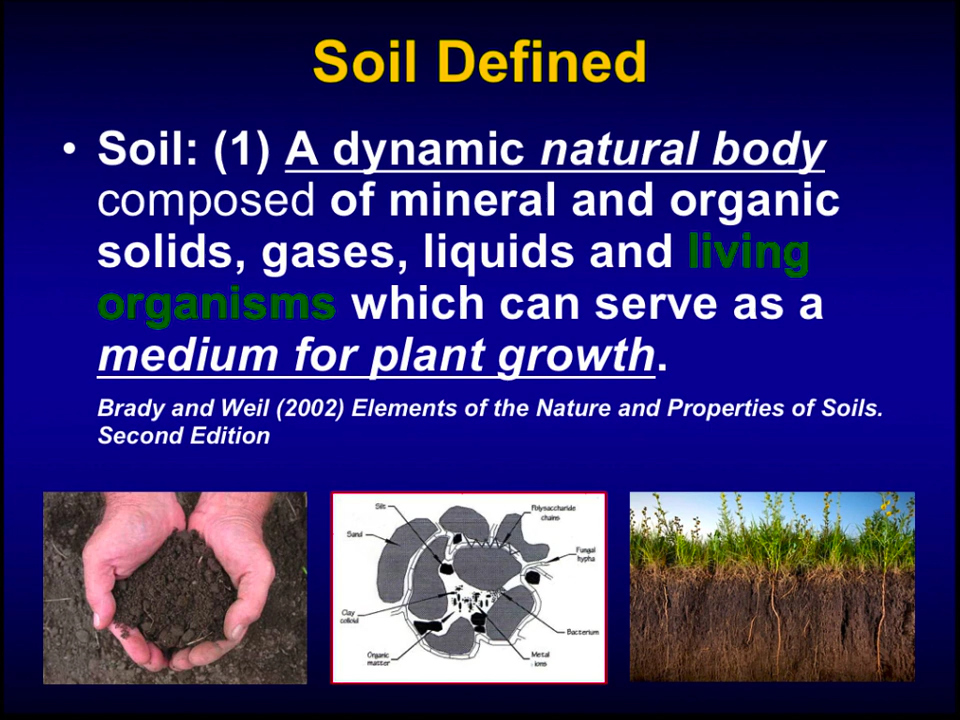 Soil Defined
• Soil: (1) A dynamic natural body
composed of mineral and organic
solids, gases, liquids and living
organisms which can serve as a
medium for plant growth.
Brady and Weil (2002) Elements of the Nature and Properties of Soils.
Second Edition
Silt
Polysaccharide
chains
Sand
Fungal
hypha
Clay
colloid
Bacterium
Organic
matter
Metal
ions